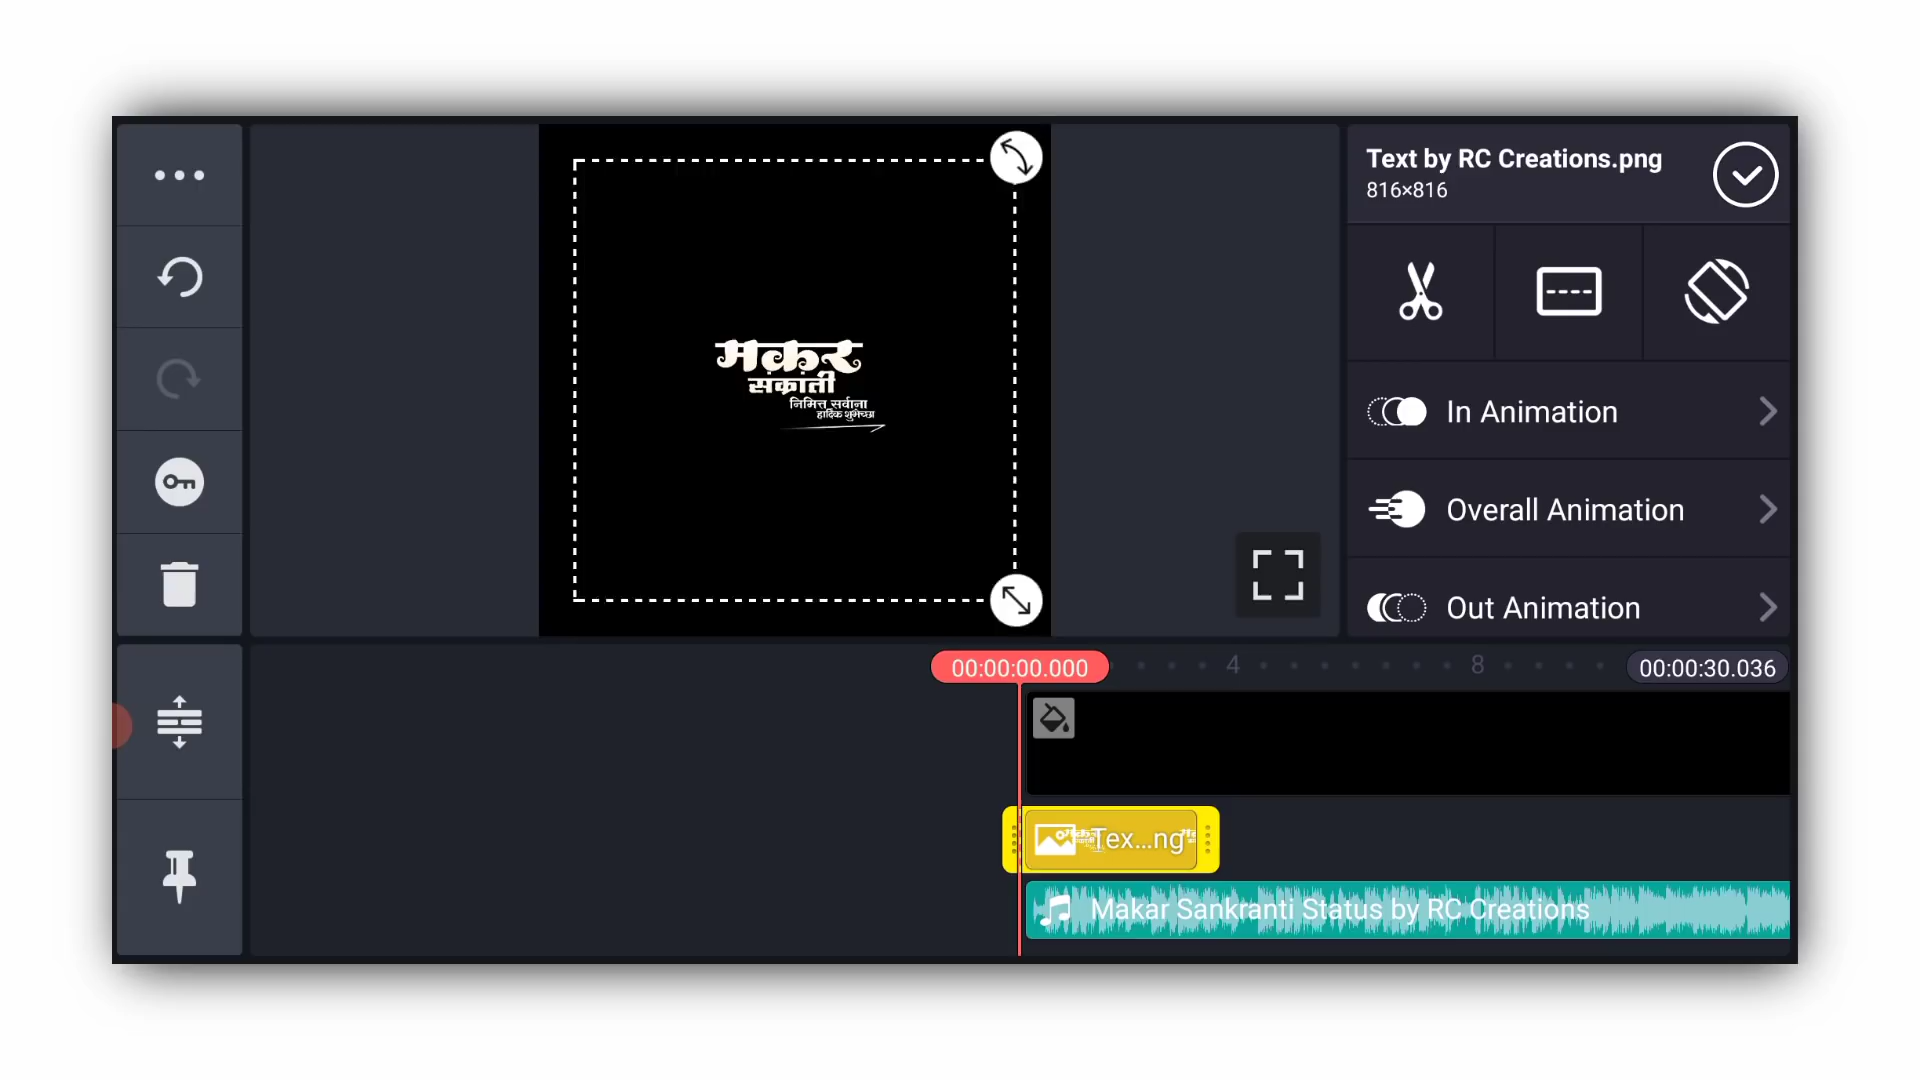 Text by RC Creations.png
816×816
मकर
संक्रांती
निमित्त सर्वाना
हार्दिक शुभेच्छा
In Animation
Overall Animation
Out Animation
00:00:00.000
4
8
00:00:30.036
Tex...ng
Makar Sankranti Status by RC Creations